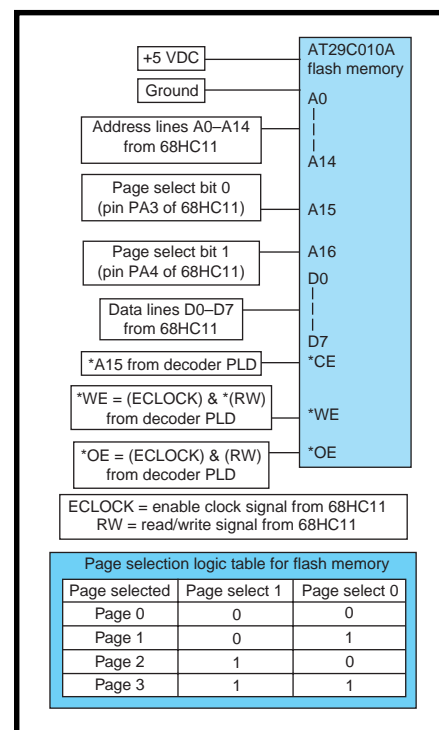 +5 VDC
Ground
Address lines A0–A14
from 68HC11
Page select bit 0
(pin PA3 of 68HC11)
Page select bit 1
(pin PA4 of 68HC11)
Data lines D0–D7
from 68HC11
*A15 from decoder PLD
*WE = (ECLOCK) & *(RW)
from decoder PLD
*OE = (ECLOCK) & (RW)
from decoder PLD
AT29C010A
flash memory
A0
A14
A15
A16
D0
D7
*CE
*WE
*OE
ECLOCK = enable clock signal from 68HC11
RW = read/write signal from 68HC11
Page selection logic table for flash memory
Page selected Page select 1 Page select 0
Page 0 0 0
Page 1 0 1
Page 2 1 0
Page 3 1 1